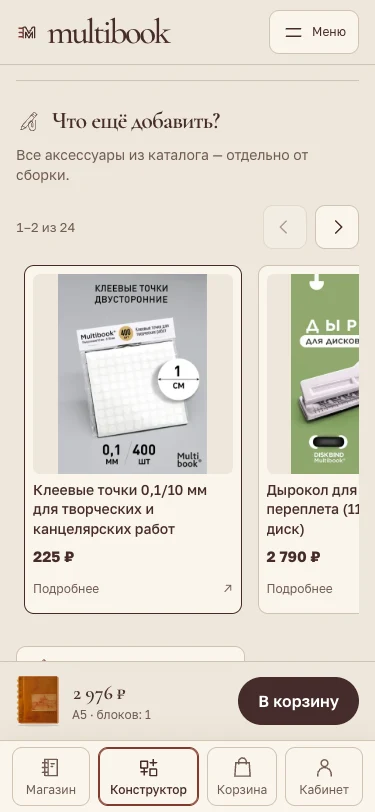 multibook
Меню
Что ещё добавить?
Все аксессуары из каталога — отдельно от
сборки.
1–2 из 24
КЛЕЕВЫЕ ТОЧКИ
ДВУСТОРОННИЕ
Multibook®
400
1
СМ
0,1
ММ
400
ШТ
Multi
book®
Д Ы Р
ДЛЯ ДИСКОВ
DISKBIND
Multibook®
Клеевые точки 0,1/10 мм
для творческих и
канцелярских работ
225 ₽
Подробнее
Дырокол для
переплета (11
диск)
2 790 ₽
Подробнее
2 976 ₽
А5 · блоков: 1
В корзину
Магазин
Конструктор
Корзина
Кабинет